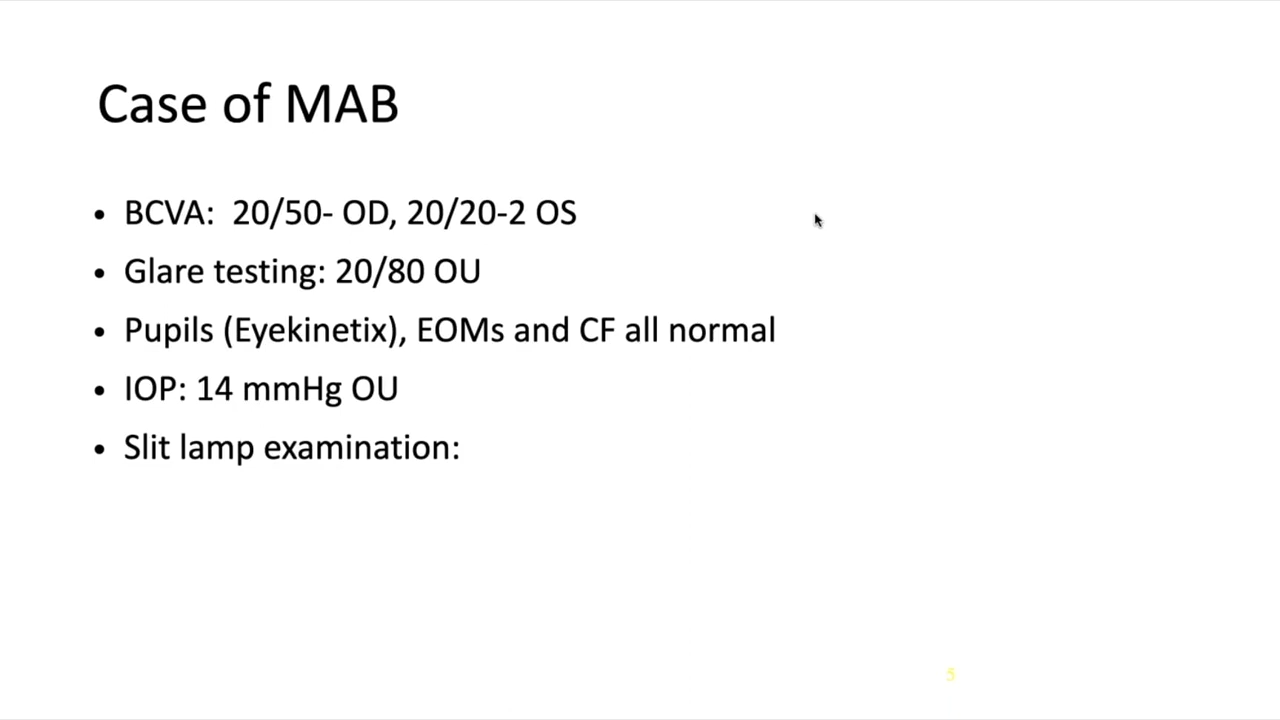 Case of MAB
• BCVA: 20/50- OD, 20/20-2 OS
• Glare testing: 20/80 OU
• Pupils (Eyekinetix), EOMs and CF all normal
• IOP: 14 mmHg OU
• Slit lamp examination:
5